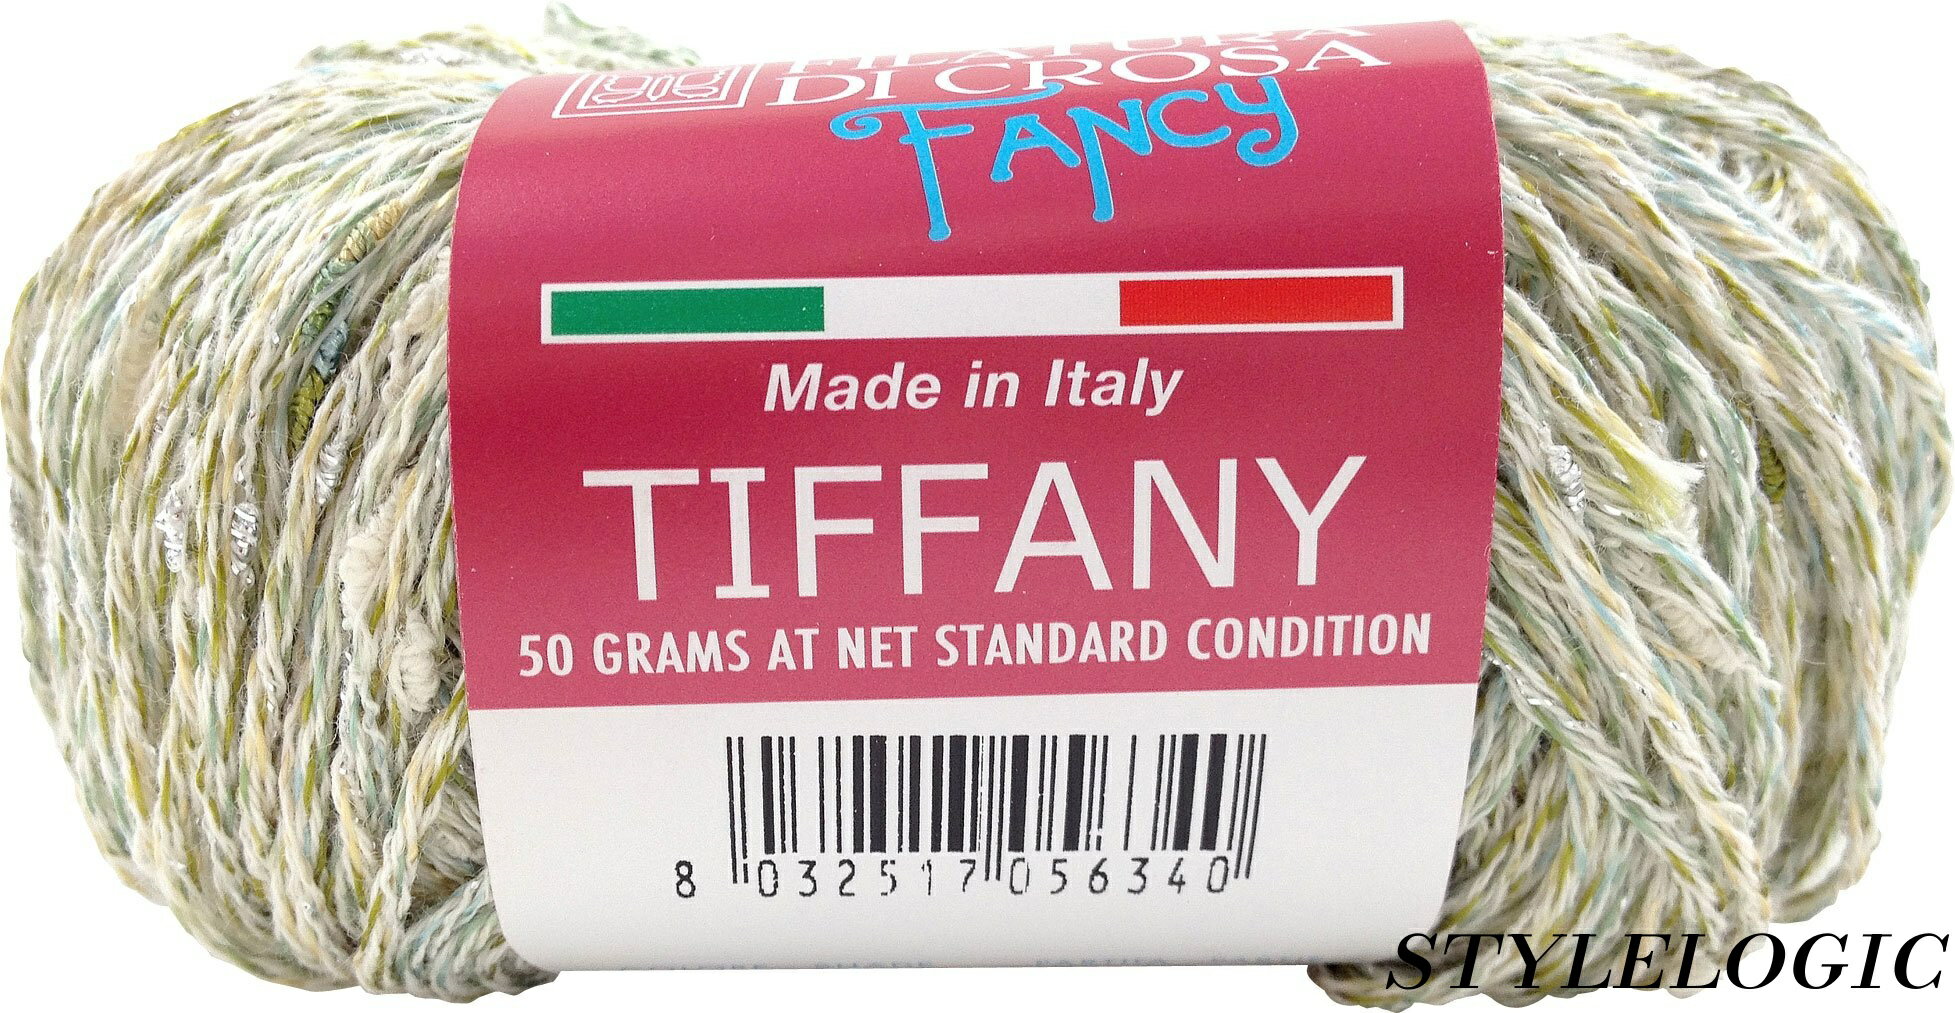 FILATURA
DI CROSA
FANCY
Made in Italy
TIFFANY
50 GRAMS AT NET STANDARD CONDITION
8 032517 056340
STYLELOGIC